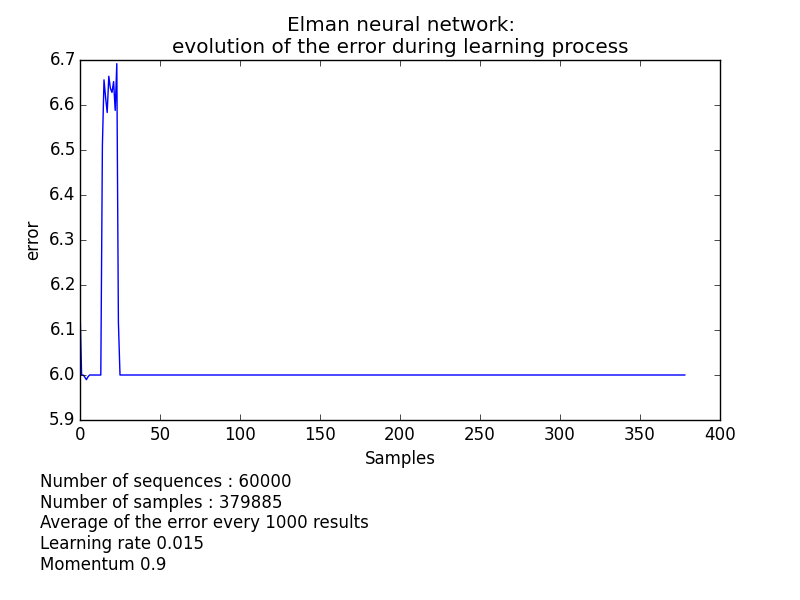 Elman neural network:
evolution of the error during learning process
6.7
6.6
6.5
6.4
6.3
6.2
6.1
6.0
5.9
error
0 50 100 150 200 250 300 350 400
Samples
Number of sequences : 60000
Number of samples : 379885
Average of the error every 1000 results
Learning rate 0.015
Momentum 0.9